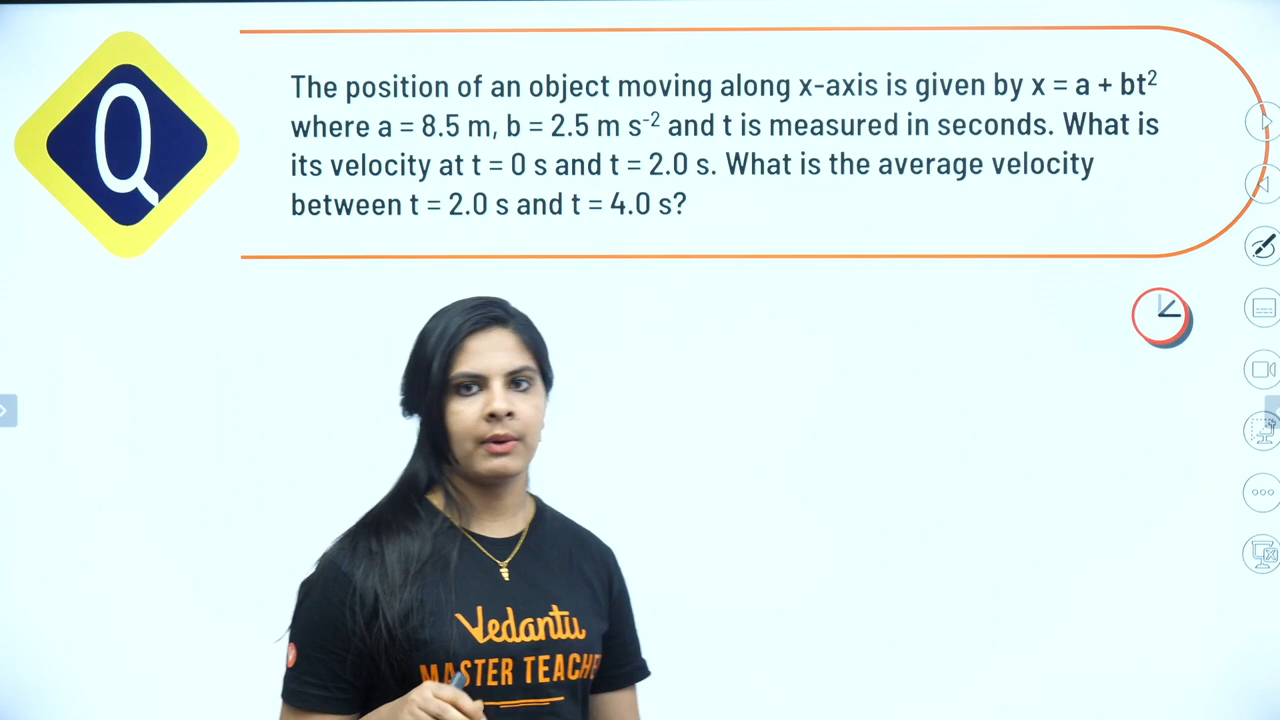 Q
The position of an object moving along x-axis is given by x = a + bt²
where a = 8.5 m, b = 2.5 m s⁻² and t is measured in seconds. What is
its velocity at t = 0 s and t = 2.0 s. What is the average velocity
between t = 2.0 s and t = 4.0 s?
Vedantu
MASTER TEACHE